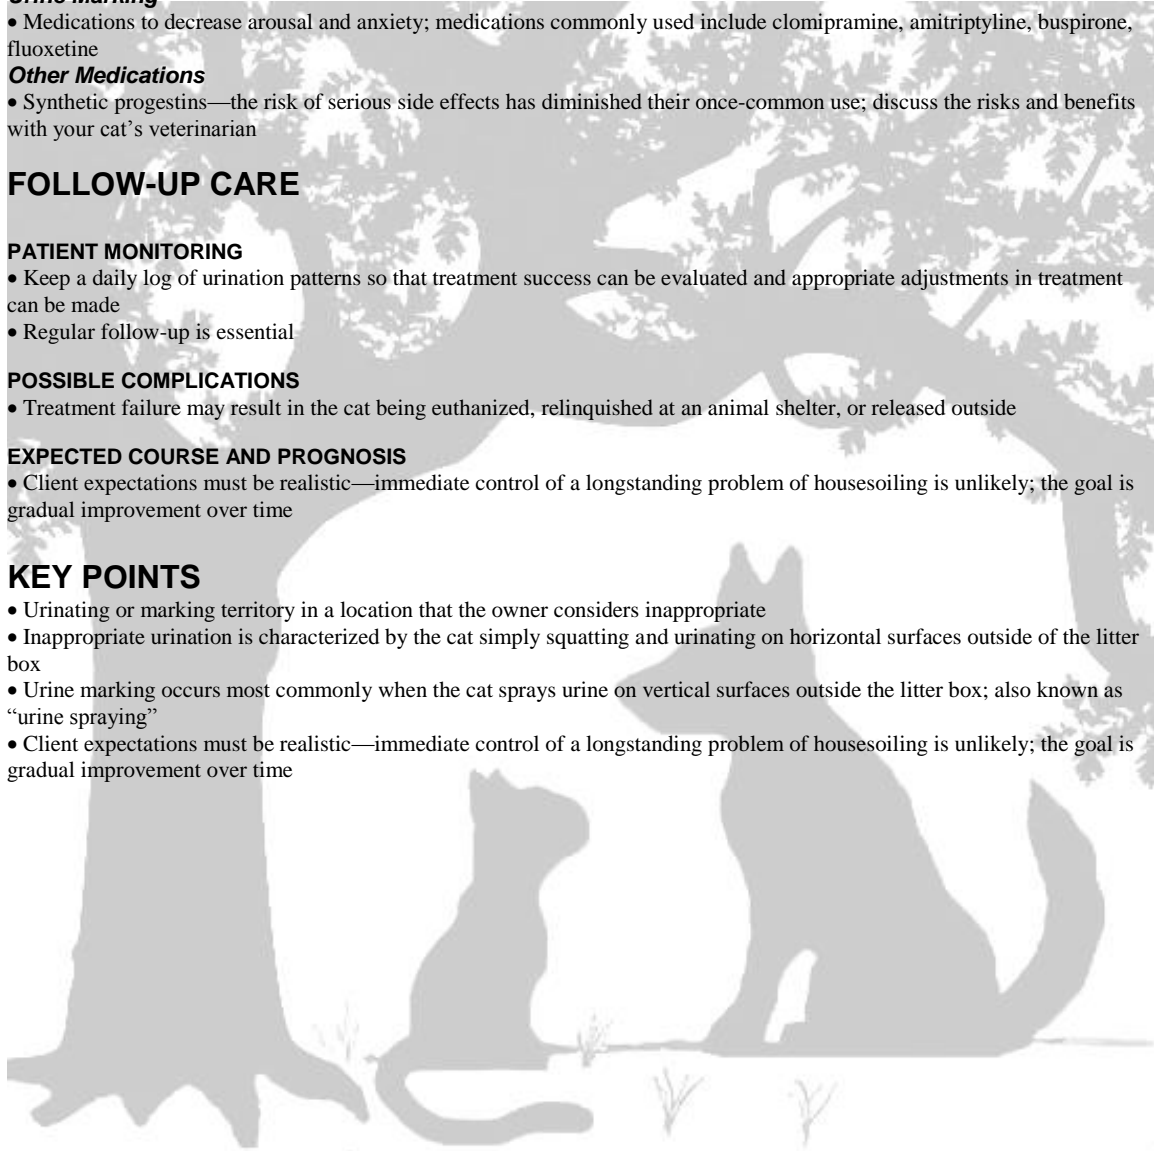 Urine Marking
• Medications to decrease arousal and anxiety; medications commonly used include clomipramine, amitriptyline, buspirone,
fluoxetine
Other Medications
• Synthetic progestins—the risk of serious side effects has diminished their once-common use; discuss the risks and benefits
with your cat’s veterinarian
FOLLOW-UP CARE
PATIENT MONITORING
• Keep a daily log of urination patterns so that treatment success can be evaluated and appropriate adjustments in treatment
can be made
• Regular follow-up is essential
POSSIBLE COMPLICATIONS
• Treatment failure may result in the cat being euthanized, relinquished at an animal shelter, or released outside
EXPECTED COURSE AND PROGNOSIS
• Client expectations must be realistic—immediate control of a longstanding problem of housesoiling is unlikely; the goal is
gradual improvement over time
KEY POINTS
• Urinating or marking territory in a location that the owner considers inappropriate
• Inappropriate urination is characterized by the cat simply squatting and urinating on horizontal surfaces outside of the litter
box
• Urine marking occurs most commonly when the cat sprays urine on vertical surfaces outside the litter box; also known as
“urine spraying”
• Client expectations must be realistic—immediate control of a longstanding problem of housesoiling is unlikely; the goal is
gradual improvement over time